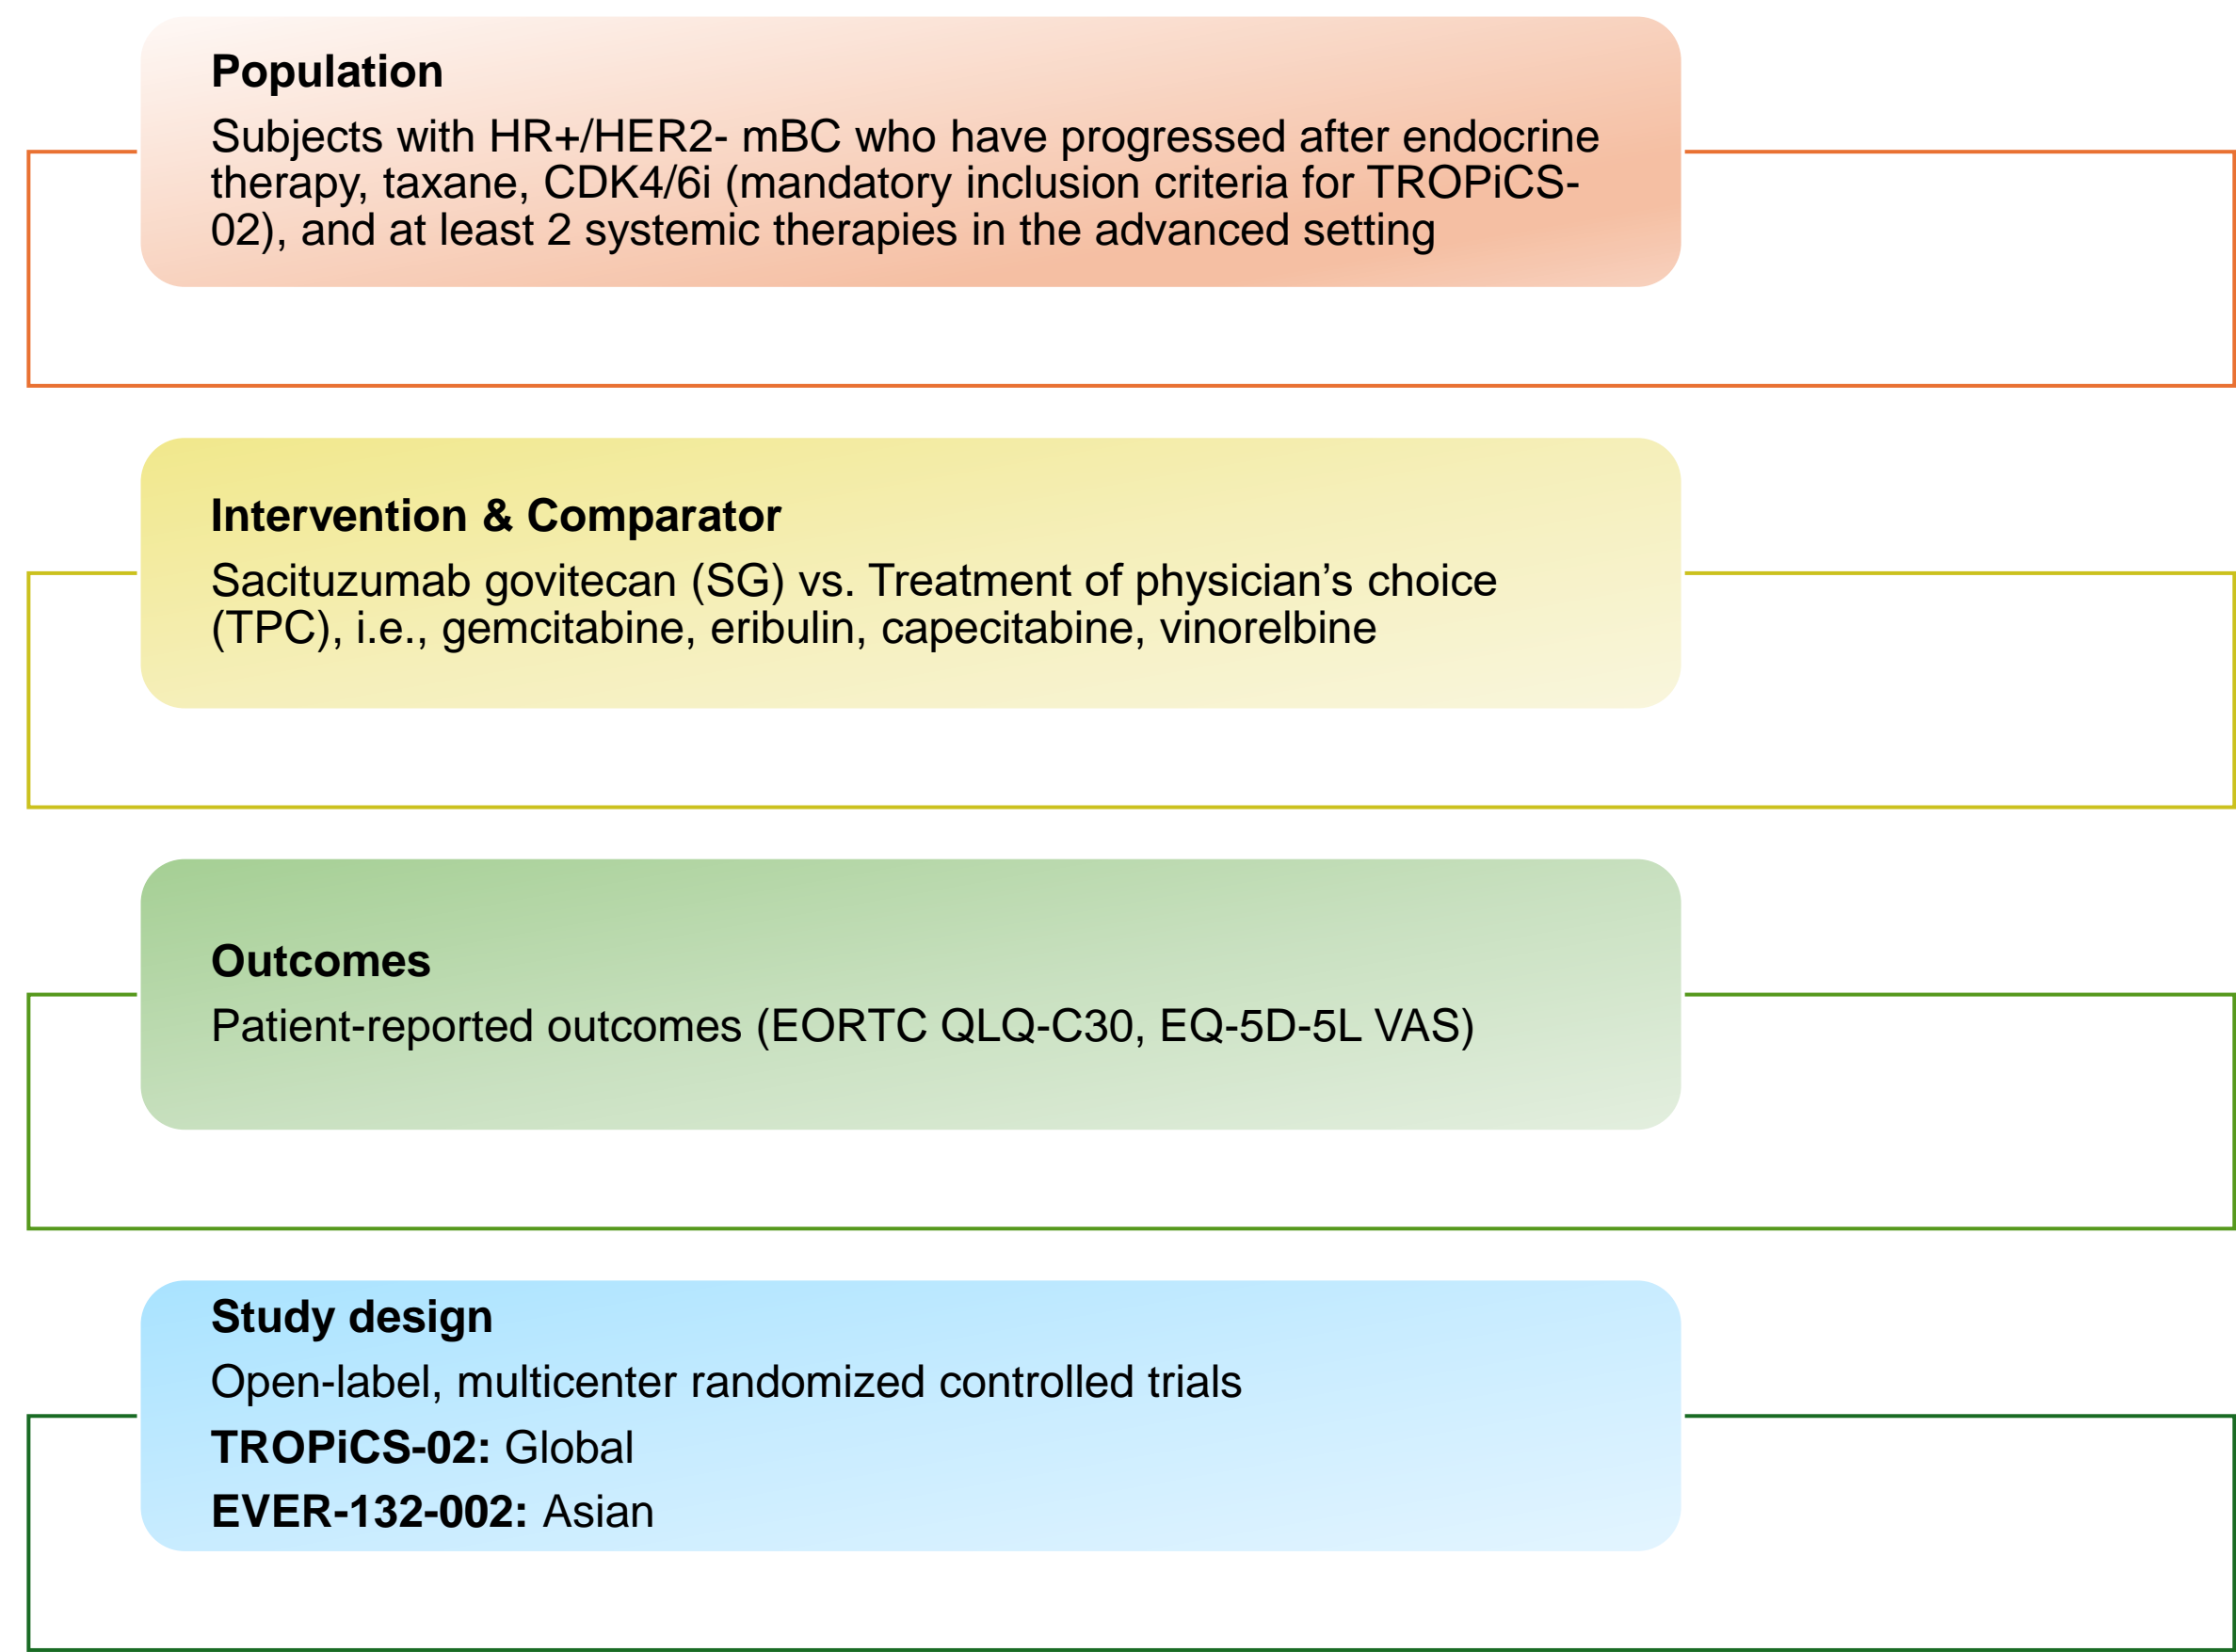 Population
Subjects with HR+/HER2- mBC who have progressed after endocrine
therapy, taxane, CDK4/6i (mandatory inclusion criteria for TROPiCS-
02), and at least 2 systemic therapies in the advanced setting
Intervention & Comparator
Sacituzumab govitecan (SG) vs. Treatment of physician’s choice
(TPC), i.e., gemcitabine, eribulin, capecitabine, vinorelbine
Outcomes
Patient-reported outcomes (EORTC QLQ-C30, EQ-5D-5L VAS)
Study design
Open-label, multicenter randomized controlled trials
TROPiCS-02: Global
EVER-132-002: Asian